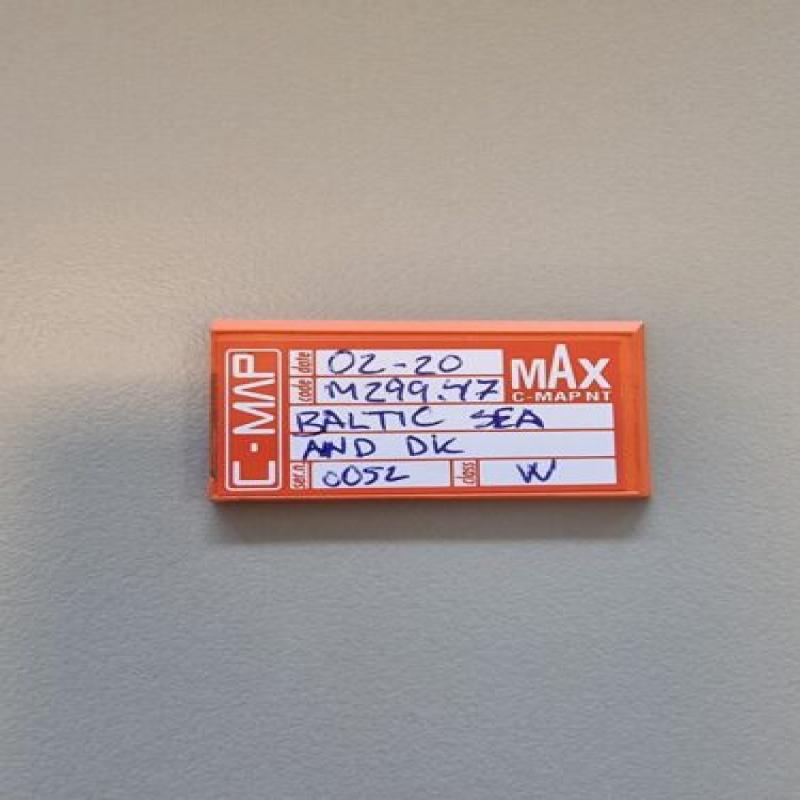 C-MAP
date 02-20
code M299.47
MAX
C-MAP NT
BALTIC SEA
AND DK
ser.n 0052 class W